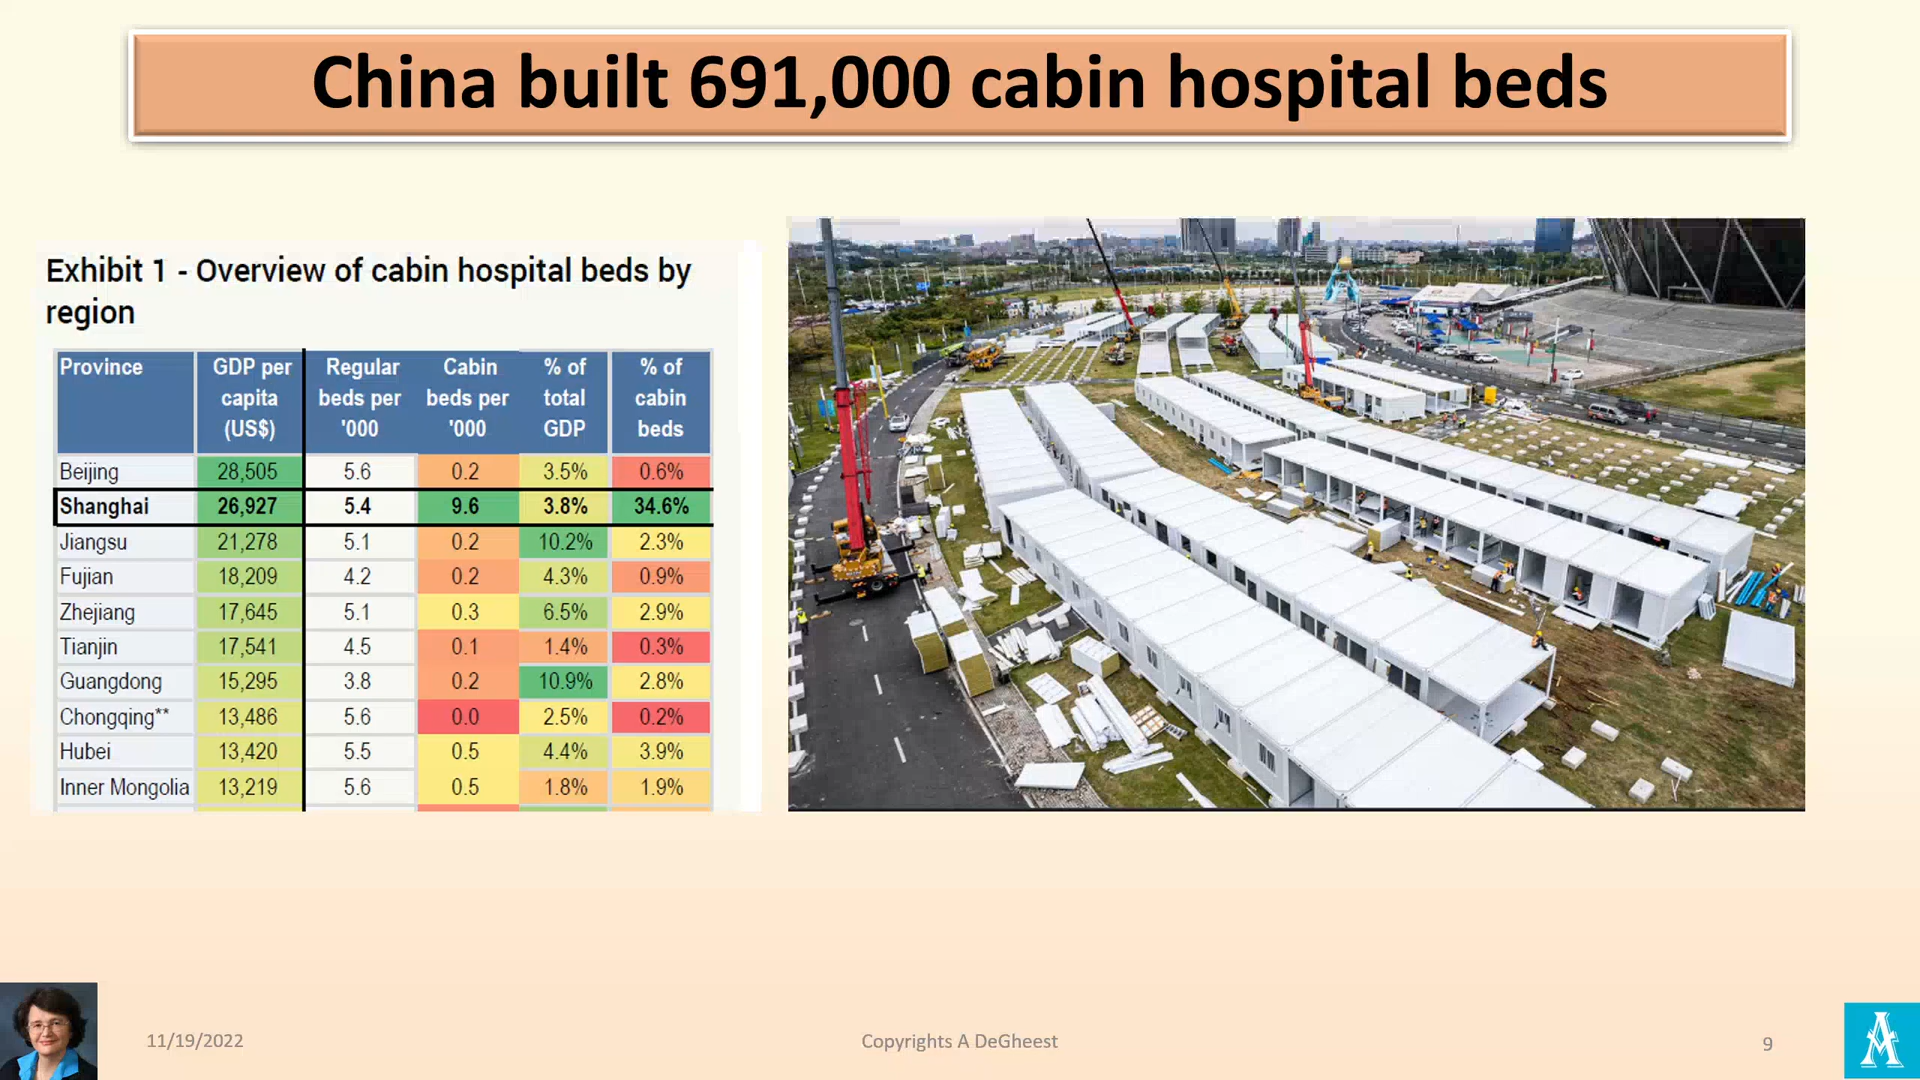 China built 691,000 cabin hospital beds
Exhibit 1 - Overview of cabin hospital beds by
region
Province GDP per capita (US$) Regular beds per '000 Cabin beds per '000 % of total GDP % of cabin beds
Beijing 28,505 5.6 0.2 3.5% 0.6%
Shanghai 26,927 5.4 9.6 3.8% 34.6%
Jiangsu 21,278 5.1 0.2 10.2% 2.3%
Fujian 18,209 4.2 0.2 4.3% 0.9%
Zhejiang 17,645 5.1 0.3 6.5% 2.9%
Tianjin 17,541 4.5 0.1 1.4% 0.3%
Guangdong 15,295 3.8 0.2 10.9% 2.8%
Chongqing** 13,486 5.6 0.0 2.5% 0.2%
Hubei 13,420 5.5 0.5 4.4% 3.9%
Inner Mongolia 13,219 5.6 0.5 1.8% 1.9%
11/19/2022
Copyrights A DeGheest
9